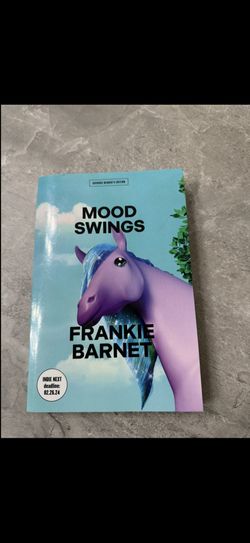 ADVANCE READER'S EDITION
MOOD
SWINGS
FRANKIE
BARNET
INDIE NEXT
deadline:
02.26.24